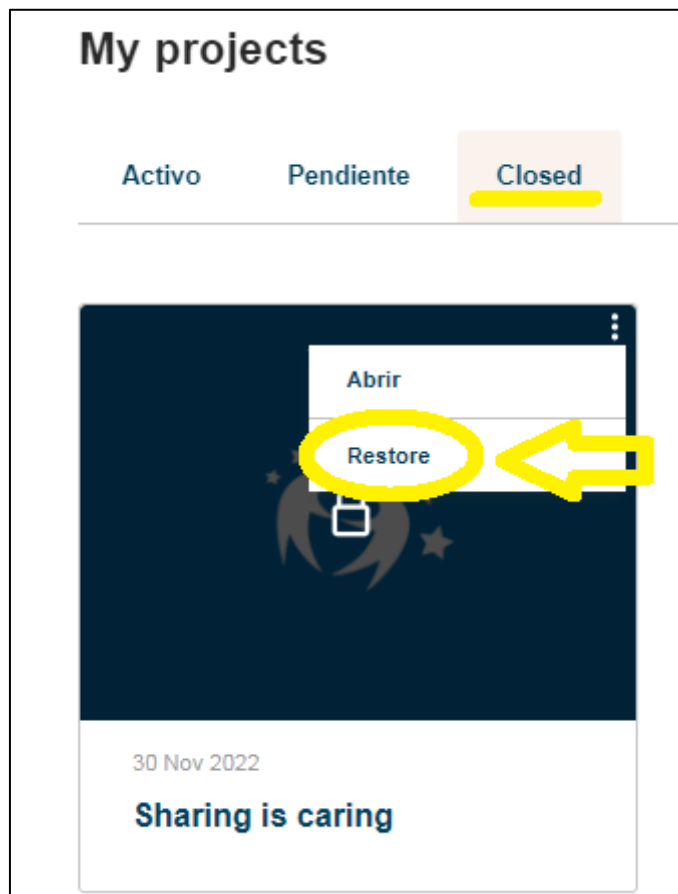 My projects
Activo Pendiente Closed
Abrir
Restore
30 Nov 2022
Sharing is caring